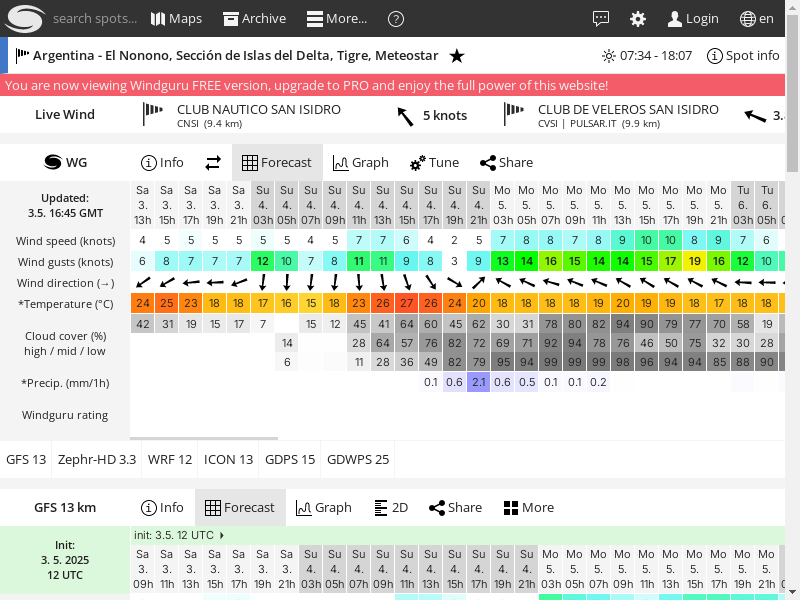 search spots... Maps Archive More... ? Login en
Argentina - El Nonono, Sección de Islas del Delta, Tigre, Meteostar ★ 07:34 - 18:07 Spot info
You are now viewing Windguru FREE version, upgrade to PRO and enjoy the full power of this website!
Live Wind CLUB NAUTICO SAN ISIDRO 5 knots CLUB DE VELEROS SAN ISIDRO 3.
CNSI (9.4 km) CVSI | PULSAR.IT (9.9 km)
WG Info Forecast Graph Tune Share
Updated:
3.5. 16:45 GMT
Sa Sa Sa Sa Sa Su Su Su Su Su Su Su Su Su Su Mo Mo Mo Mo Mo Mo Mo Mo Mo Mo Tu Tu
3. 3. 3. 3. 3. 4. 4. 4. 4. 4. 4. 4. 4. 4. 4. 5. 5. 5. 5. 5. 5. 5. 5. 5. 5. 6. 6.
13h 15h 17h 19h 21h 03h 05h 07h 09h 11h 13h 15h 17h 19h 21h 03h 05h 07h 09h 11h 13h 15h 17h 19h 21h 03h 05h
Wind speed (knots) 4 5 5 5 5 5 5 4 5 7 7 6 4 2 5 7 8 8 7 8 9 10 10 8 9 7 6
Wind gusts (knots) 6 8 7 7 7 12 10 7 8 11 11 9 8 3 9 13 14 16 15 14 14 15 17 19 16 12 10
Wind direction (→)
*Temperature (°C) 24 25 23 18 18 17 16 15 18 23 26 27 26 24 20 18 18 18 18 19 20 19 19 18 17 18 18
Cloud cover (%)
high / mid / low
42 31 19 15 17 7 15 12 45 41 64 60 45 62 30 31 78 80 82 94 90 79 77 70 58 19
14 28 64 57 76 82 72 69 71 92 94 78 76 46 50 75 32 30 28
6 11 28 36 49 82 79 95 94 99 99 99 98 96 94 94 85 88 90
*Precip. (mm/1h) 0.1 0.6 2.1 0.6 0.5 0.1 0.1 0.2
Windguru rating
GFS 13 Zephr-HD 3.3 WRF 12 ICON 13 GDPS 15 GDWPS 25
GFS 13 km Info Forecast Graph 2D Share More
init: 3.5. 12 UTC
Init:
3. 5. 2025
12 UTC
Sa Sa Sa Sa Sa Sa Sa Su Su Su Su Su Su Su Su Su Su Mo Mo Mo Mo Mo Mo Mo Mo Mo Mo
3. 3. 3. 3. 3. 3. 3. 4. 4. 4. 4. 4. 4. 4. 4. 4. 4. 5. 5. 5. 5. 5. 5. 5. 5. 5. 5.
09h 11h 13h 15h 17h 19h 21h 03h 05h 07h 09h 11h 13h 15h 17h 19h 21h 03h 05h 07h 09h 11h 13h 15h 17h 19h 21h